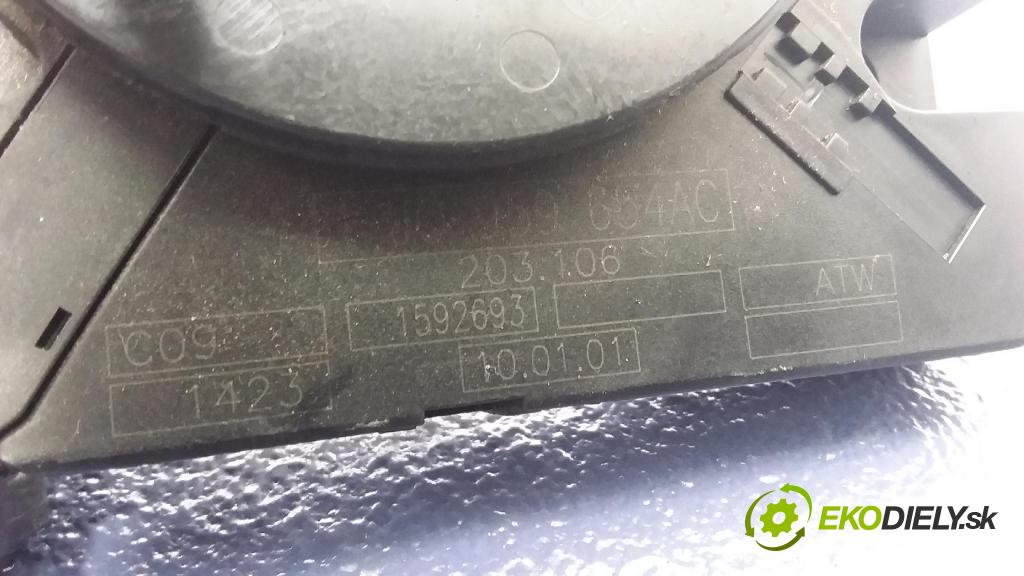 203.106
C09 1592693 ATW
1423 10.01.01
EKODIELY.sk